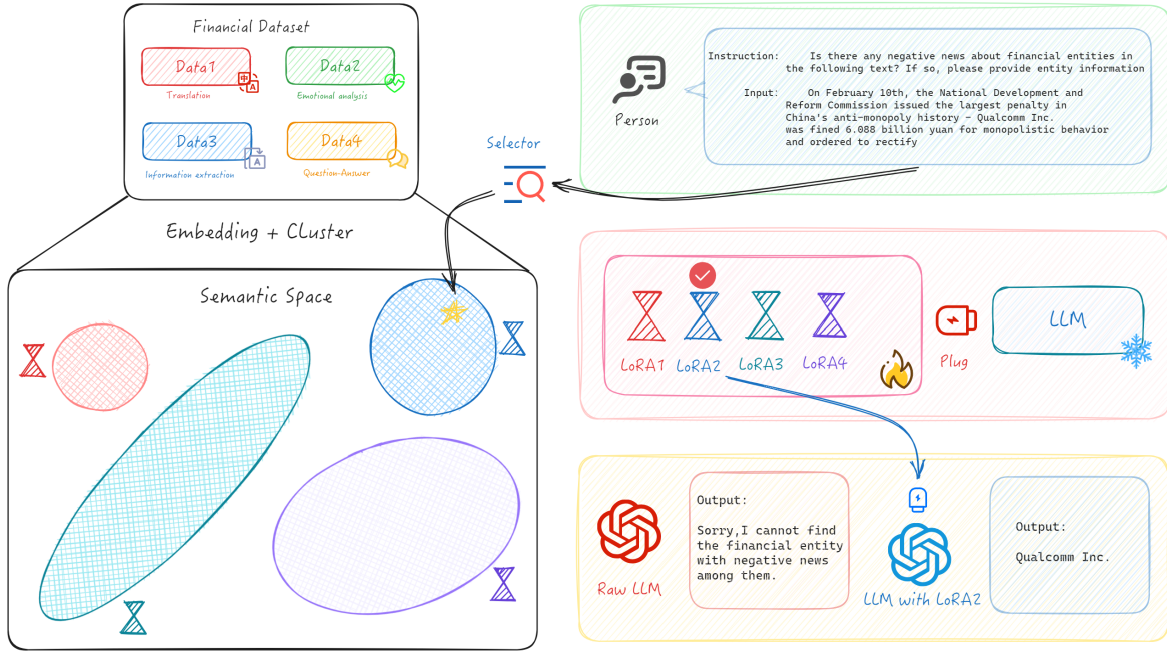 Financial Dataset
Data1
Translation
Data2
Emotional analysis
Data3
Information extraction
Data4
Question-Answer
中
A
A
Embedding + Cluster
Semantic Space
Selector
Person
Instruction: Is there any negative news about financial entities in
the following text? If so, please provide entity information
Input: On February 10th, the National Development and
Reform Commission issued the largest penalty in
China's anti-monopoly history - Qualcomm Inc.
was fined 6.088 billion yuan for monopolistic behavior
and ordered to rectify
LoRA1
LoRA2
LoRA3
LoRA4
Plug
LLM
Raw LLM
Output:
Sorry,I cannot find
the financial entity
with negative news
among them.
LLM with LoRA2
Output:
Qualcomm Inc.